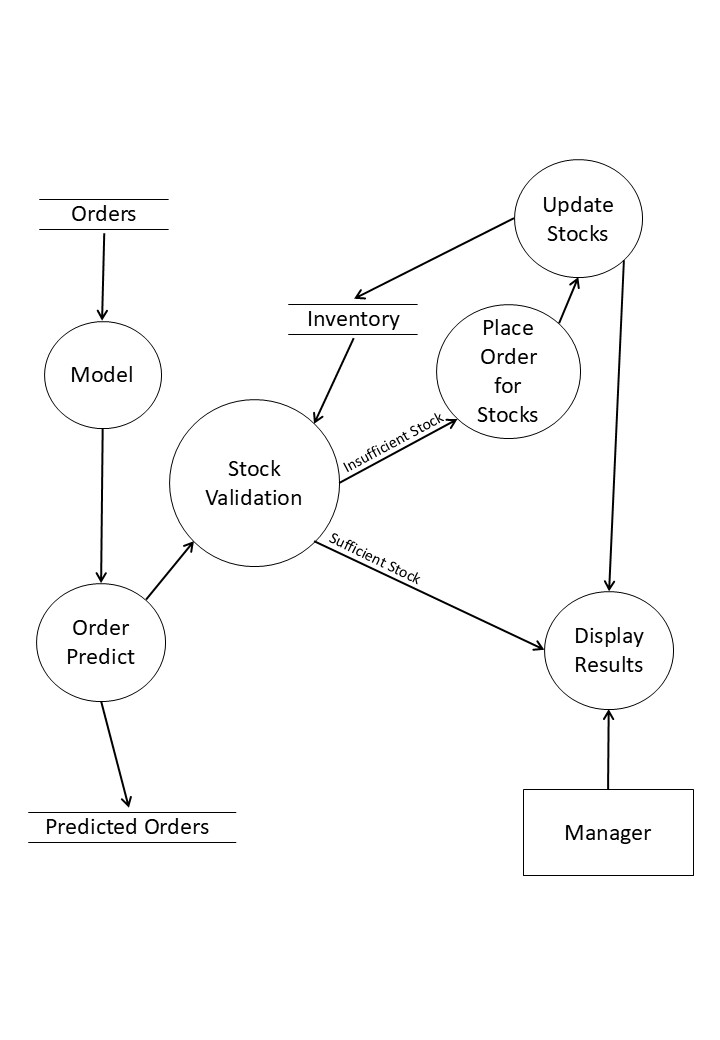 Orders
Update
Stocks
Inventory
Place
Order
for
Stocks
Model
Insufficient Stock
Stock
Validation
Sufficient Stock
Order
Predict
Display
Results
Predicted Orders
Manager